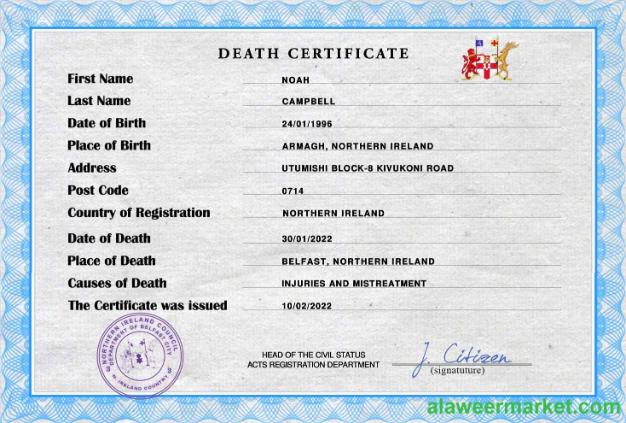 DEATH CERTIFICATE
First Name NOAH
Last Name CAMPBELL
Date of Birth 24/01/1996
Place of Birth ARMAGH, NORTHERN IRELAND
Address UTUMISHI BLOCK-8 KIVUKONI ROAD
Post Code 0714
Country of Registration NORTHERN IRELAND
Date of Death 30/01/2022
Place of Death BELFAST, NORTHERN IRELAND
Causes of Death INJURIES AND MISTREATMENT
The Certificate was issued 10/02/2022
NORTHERN IRELAND COUNCIL
DEPARTMENT OF BELFAST CITY
IRELAND COUNTRY
HEAD OF THE CIVIL STATUS
ACTS REGISTRATION DEPARTMENT
J. Citizen
(signatuture)
alaweermarket.com